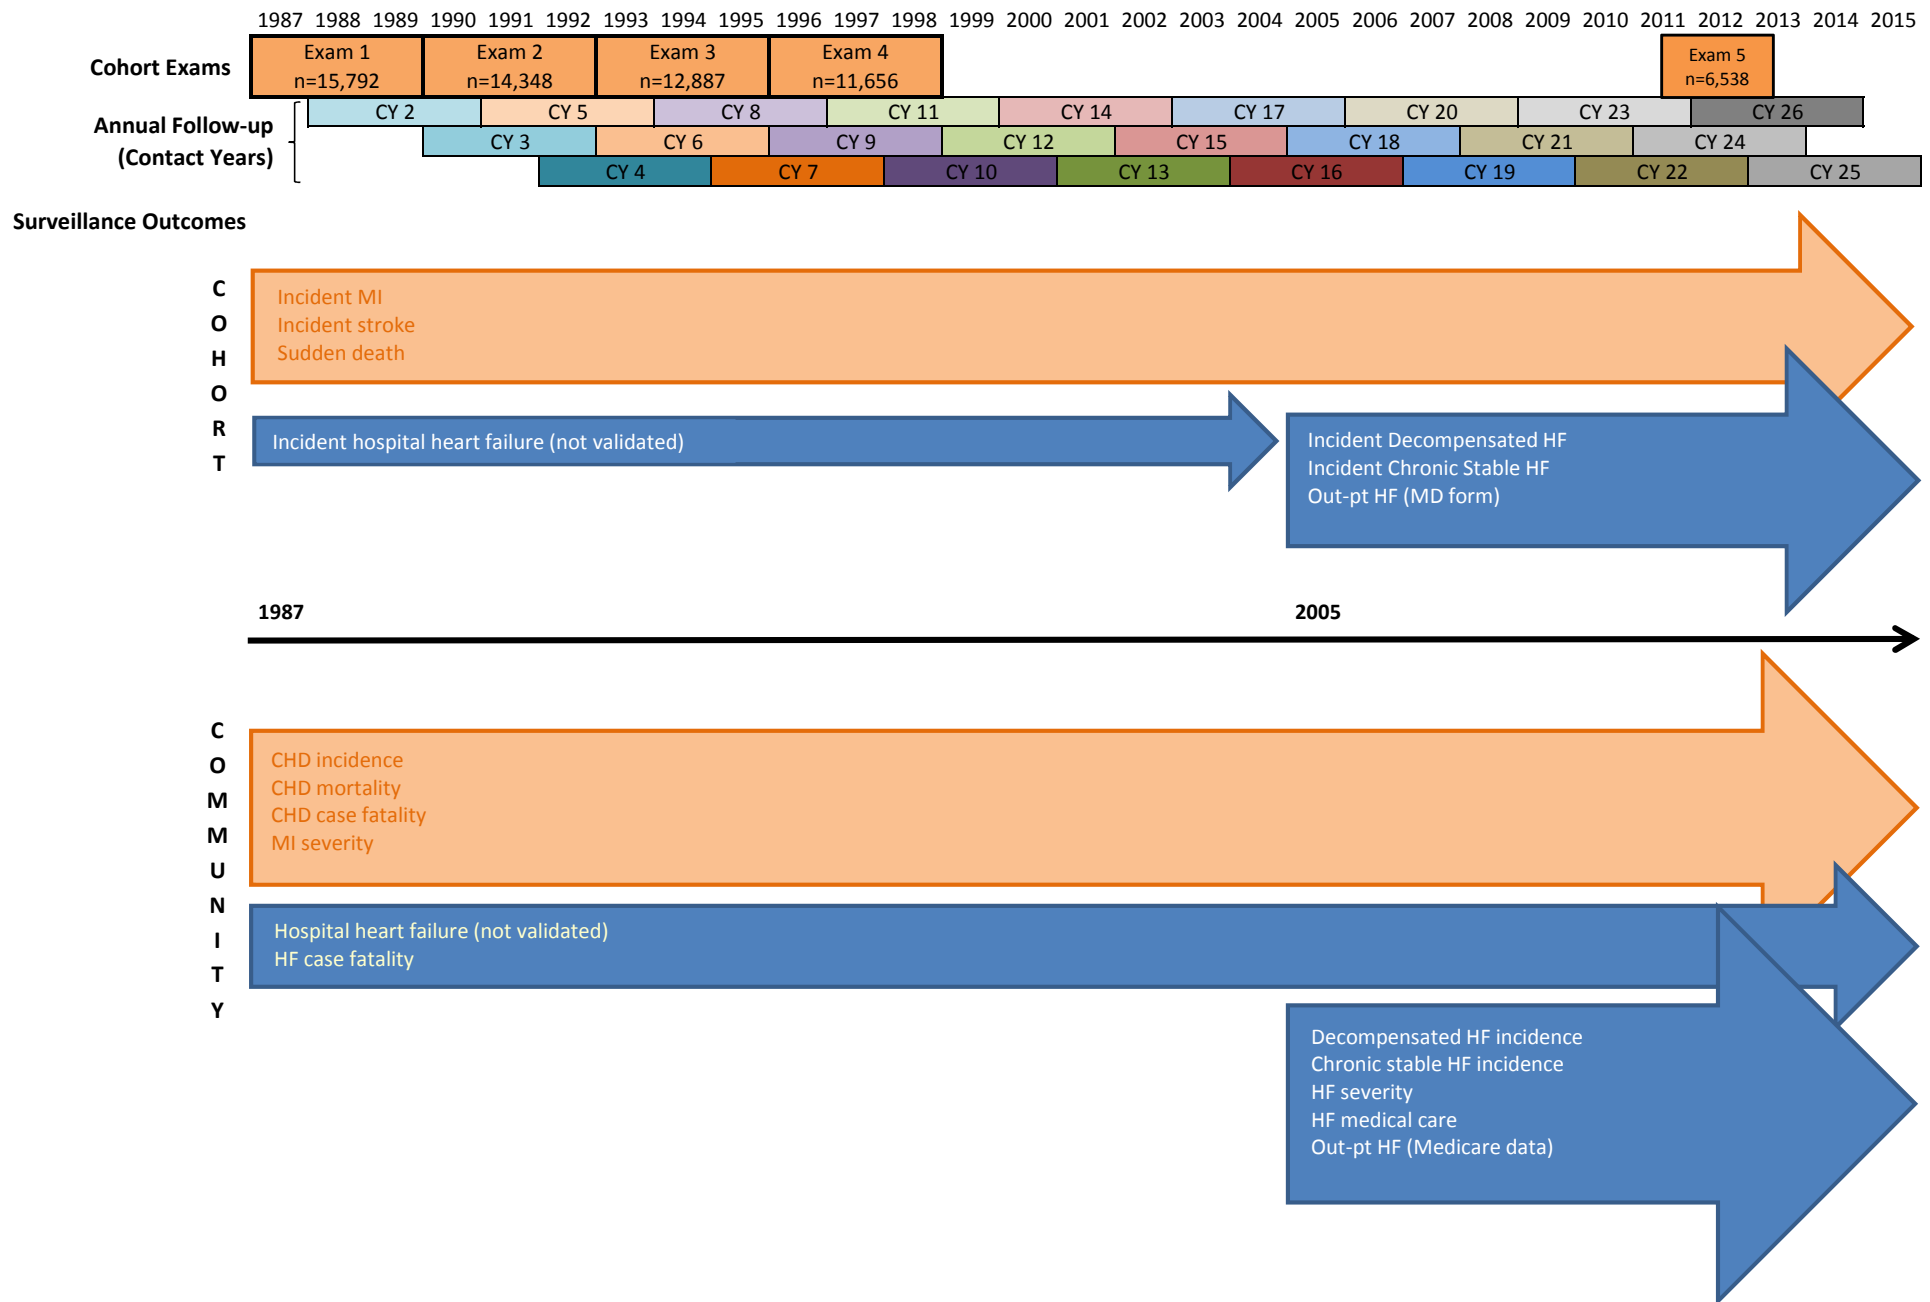 1987 1988 1989 1990 1991 1992 1993 1994 1995 1996 1997 1998 1999 2000 2001 2002 2003 2004 2005 2006 2007 2008 2009 2010 2011 2012 2013 2014 2015
Cohort Exams
Exam 1
n=15,792
Exam 2
n=14,348
Exam 3
n=12,887
Exam 4
n=11,656
Exam 5
n=6,538
Annual Follow-up
(Contact Years)
CY 2 CY 5 CY 8 CY 11 CY 14 CY 17 CY 20 CY 23 CY 26
CY 3 CY 6 CY 9 CY 12 CY 15 CY 18 CY 21 CY 24
CY 4 CY 7 CY 10 CY 13 CY 16 CY 19 CY 22 CY 25
Surveillance Outcomes
C
O
H
O
R
T
Incident MI
Incident stroke
Sudden death
Incident hospital heart failure (not validated)
Incident Decompensated HF
Incident Chronic Stable HF
Out-pt HF (MD form)
1987 2005
C
O
M
M
U
N
I
T
Y
CHD incidence
CHD mortality
CHD case fatality
MI severity
Hospital heart failure (not validated)
HF case fatality
Decompensated HF incidence
Chronic stable HF incidence
HF severity
HF medical care
Out-pt HF (Medicare data)